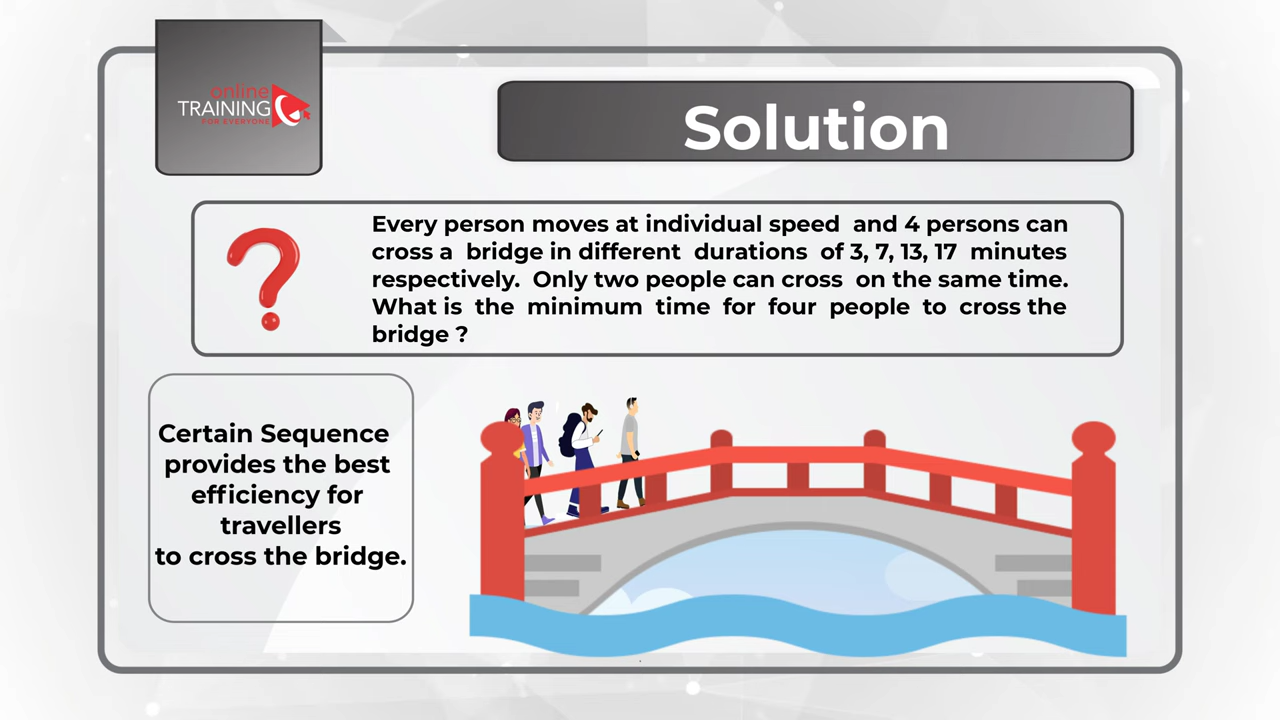 online
TRAINING
FOR EVERYONE
Solution
Every person moves at individual speed and 4 persons can
cross a bridge in different durations of 3, 7, 13, 17 minutes
respectively. Only two people can cross on the same time.
What is the minimum time for four people to cross the
bridge ?
Certain Sequence
provides the best
efficiency for
travellers
to cross the bridge.